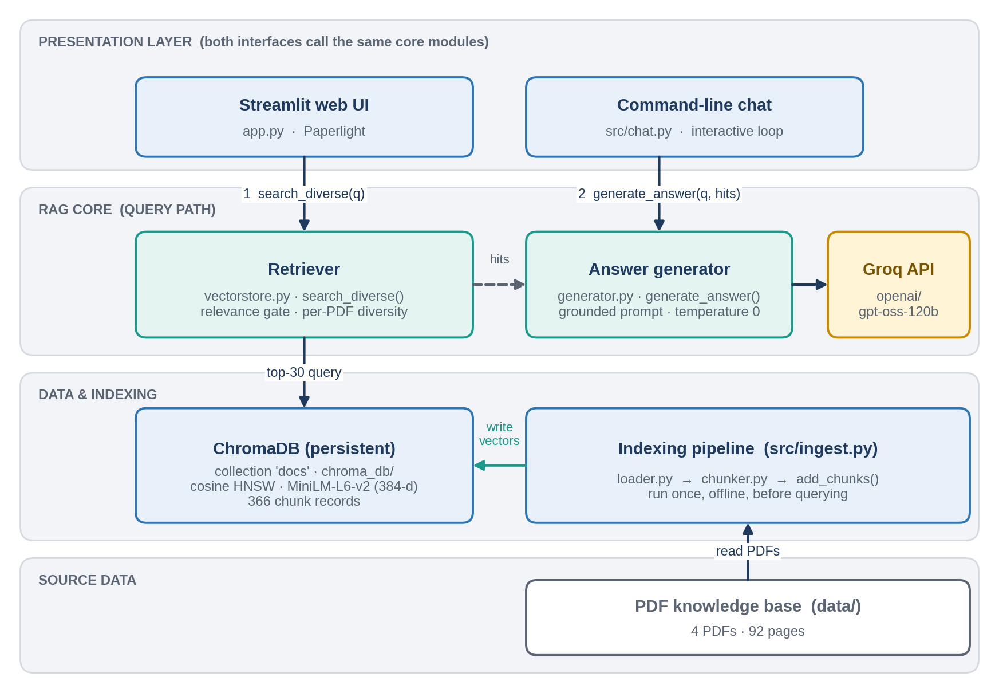 PRESENTATION LAYER  (both interfaces call the same core modules)
Streamlit web UI
app.py  ·  Paperlight
Command-line chat
src/chat.py  ·  interactive loop
1  search_diverse(q)
2  generate_answer(q, hits)
RAG CORE  (QUERY PATH)
Retriever
vectorstore.py · search_diverse()
relevance gate · per-PDF diversity
hits
Answer generator
generator.py · generate_answer()
grounded prompt · temperature 0
Groq API
openai/
gpt-oss-120b
top-30 query
DATA & INDEXING
ChromaDB (persistent)
collection 'docs' · chroma_db/
cosine HNSW · MiniLM-L6-v2 (384-d)
366 chunk records
write
vectors
Indexing pipeline  (src/ingest.py)
loader.py  →  chunker.py  →  add_chunks()
run once, offline, before querying
read PDFs
SOURCE DATA
PDF knowledge base  (data/)
4 PDFs · 92 pages